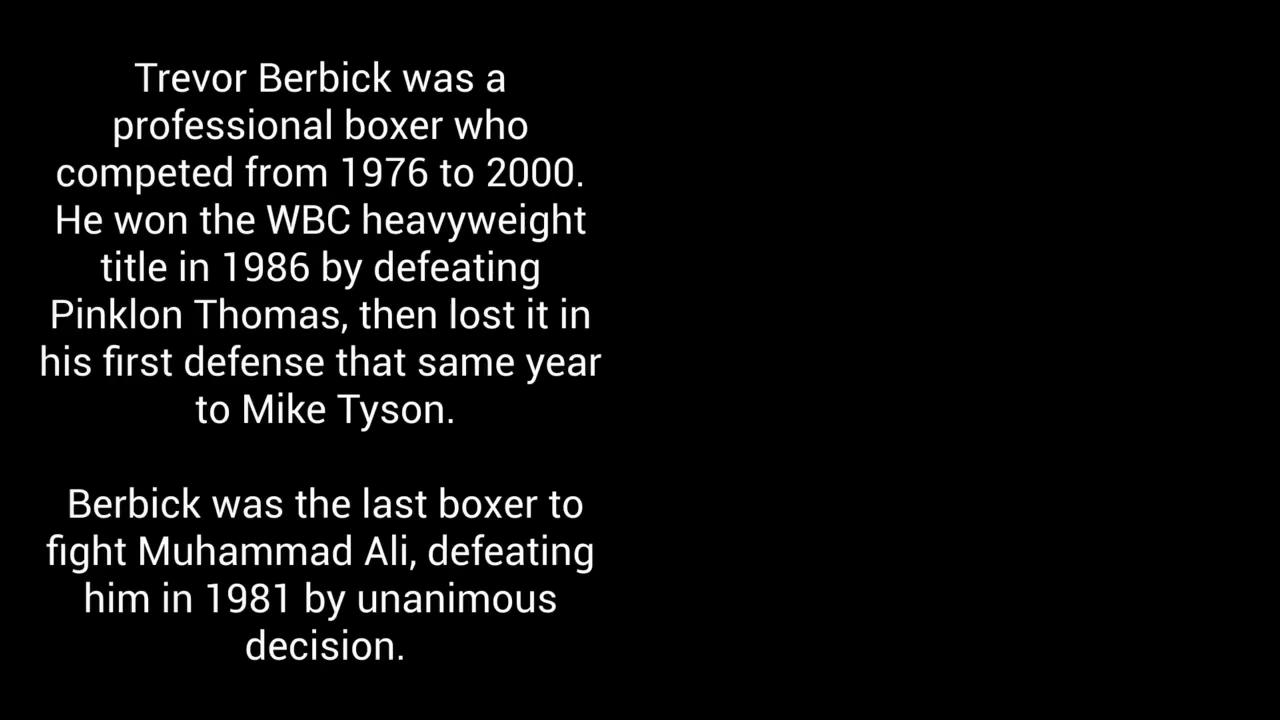 Trevor Berbick was a
professional boxer who
competed from 1976 to 2000.
He won the WBC heavyweight
title in 1986 by defeating
Pinklon Thomas, then lost it in
his first defense that same year
to Mike Tyson.
Berbick was the last boxer to
fight Muhammad Ali, defeating
him in 1981 by unanimous
decision.